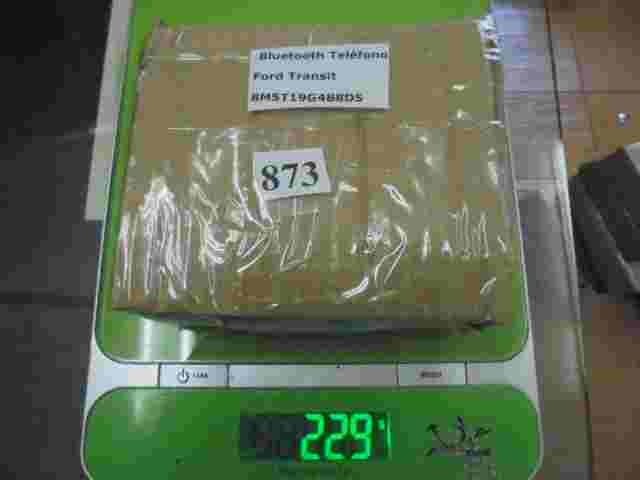 Bluetooth Teléfono
Ford Transit
8M5T19G488DS
873
229